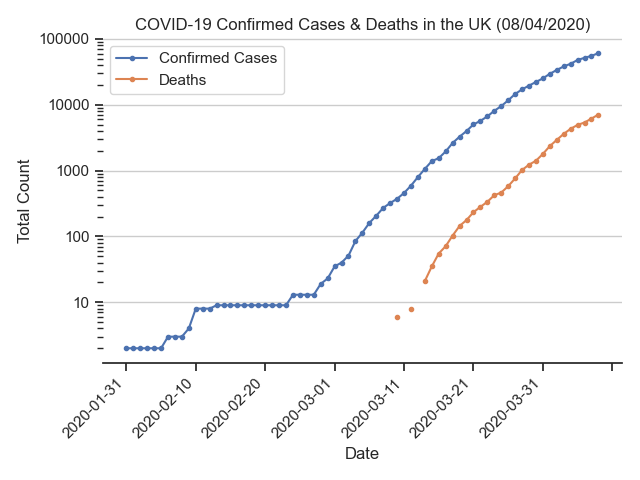 COVID-19 Confirmed Cases & Deaths in the UK (08/04/2020)
Confirmed Cases
Deaths
100000
10000
1000
100
10
Total Count
2020-01-31
2020-02-10
2020-02-20
2020-03-01
2020-03-11
2020-03-21
2020-03-31
Date